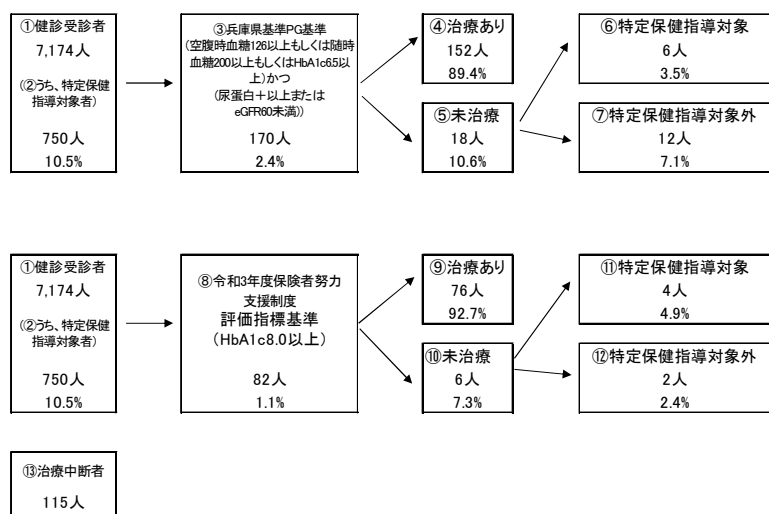 ①健診受診者
7,174人
(②うち、特定保健
指導対象者)
750人
10.5%
③兵庫県基準PG基準
(空腹時血糖126以上もしくは随時
血糖200以上もしくはHbA1c6.5以
上)かつ
(尿蛋白+以上または
eGFR60未満))
170人
2.4%
④治療あり
152人
89.4%
⑤未治療
18人
10.6%
⑥特定保健指導対象
6人
3.5%
⑦特定保健指導対象外
12人
7.1%
①健診受診者
7,174人
(②うち、特定保健
指導対象者)
750人
10.5%
⑧令和3年度保険者努力
支援制度
評価指標基準
(HbA1c8.0以上)
82人
1.1%
⑨治療あり
76人
92.7%
⑩未治療
6人
7.3%
⑪特定保健指導対象
4人
4.9%
⑫特定保健指導対象外
2人
2.4%
⑬治療中断者
115人